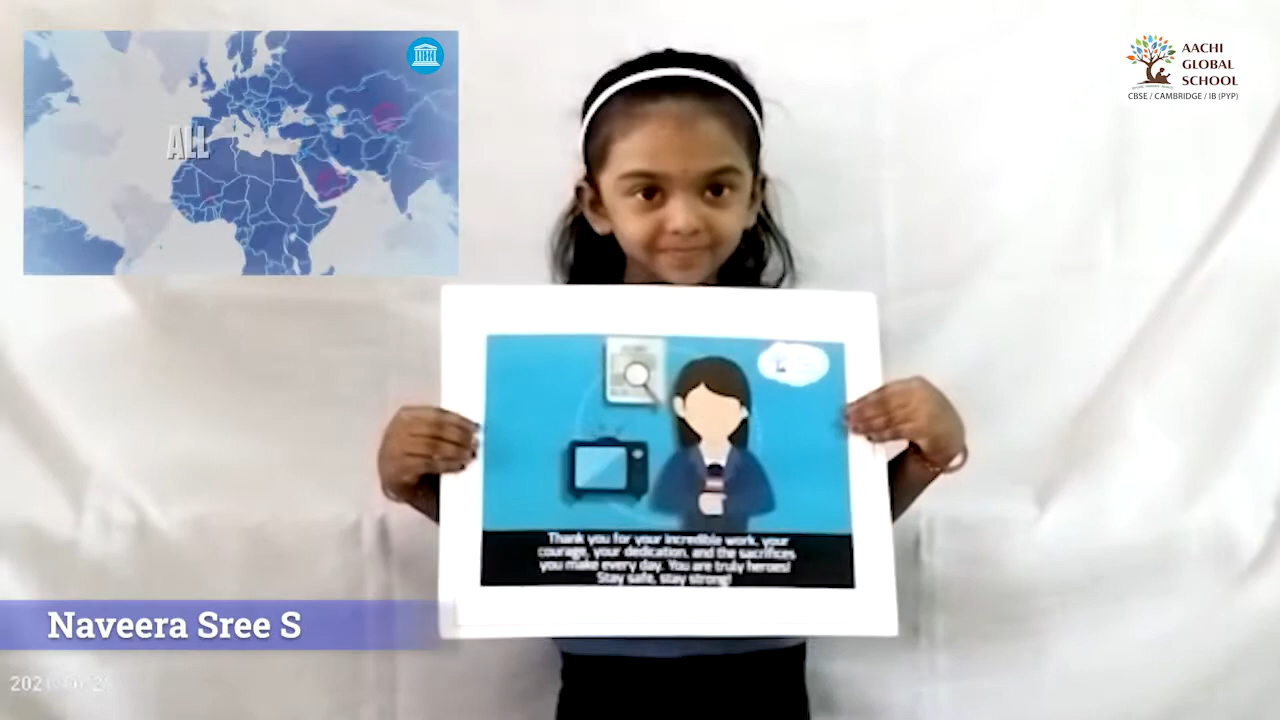 ALL
AACHI
GLOBAL
SCHOOL
CBSE / CAMBRIDGE / IB (PYP)
Thank you for your incredible work, your
courage, your dedication, and the sacrifices
you make every day. You are truly heroes!
Stay safe, stay strong!
Naveera Sree S